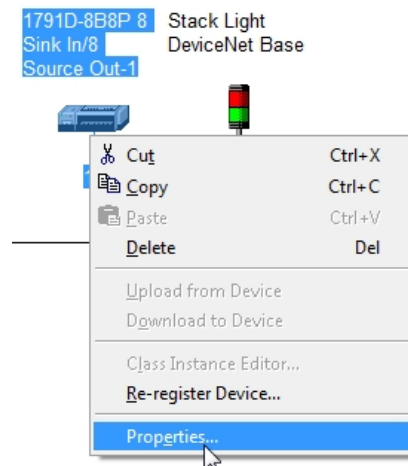 1791D-8B8P 8
Sink In/8
Source Out-1
Stack Light
DeviceNet Base
1
Cut Ctrl+X
Copy Ctrl+C
Paste Ctrl+V
Delete Del
Upload from Device
Download to Device
Class Instance Editor...
Re-register Device...
Properties...